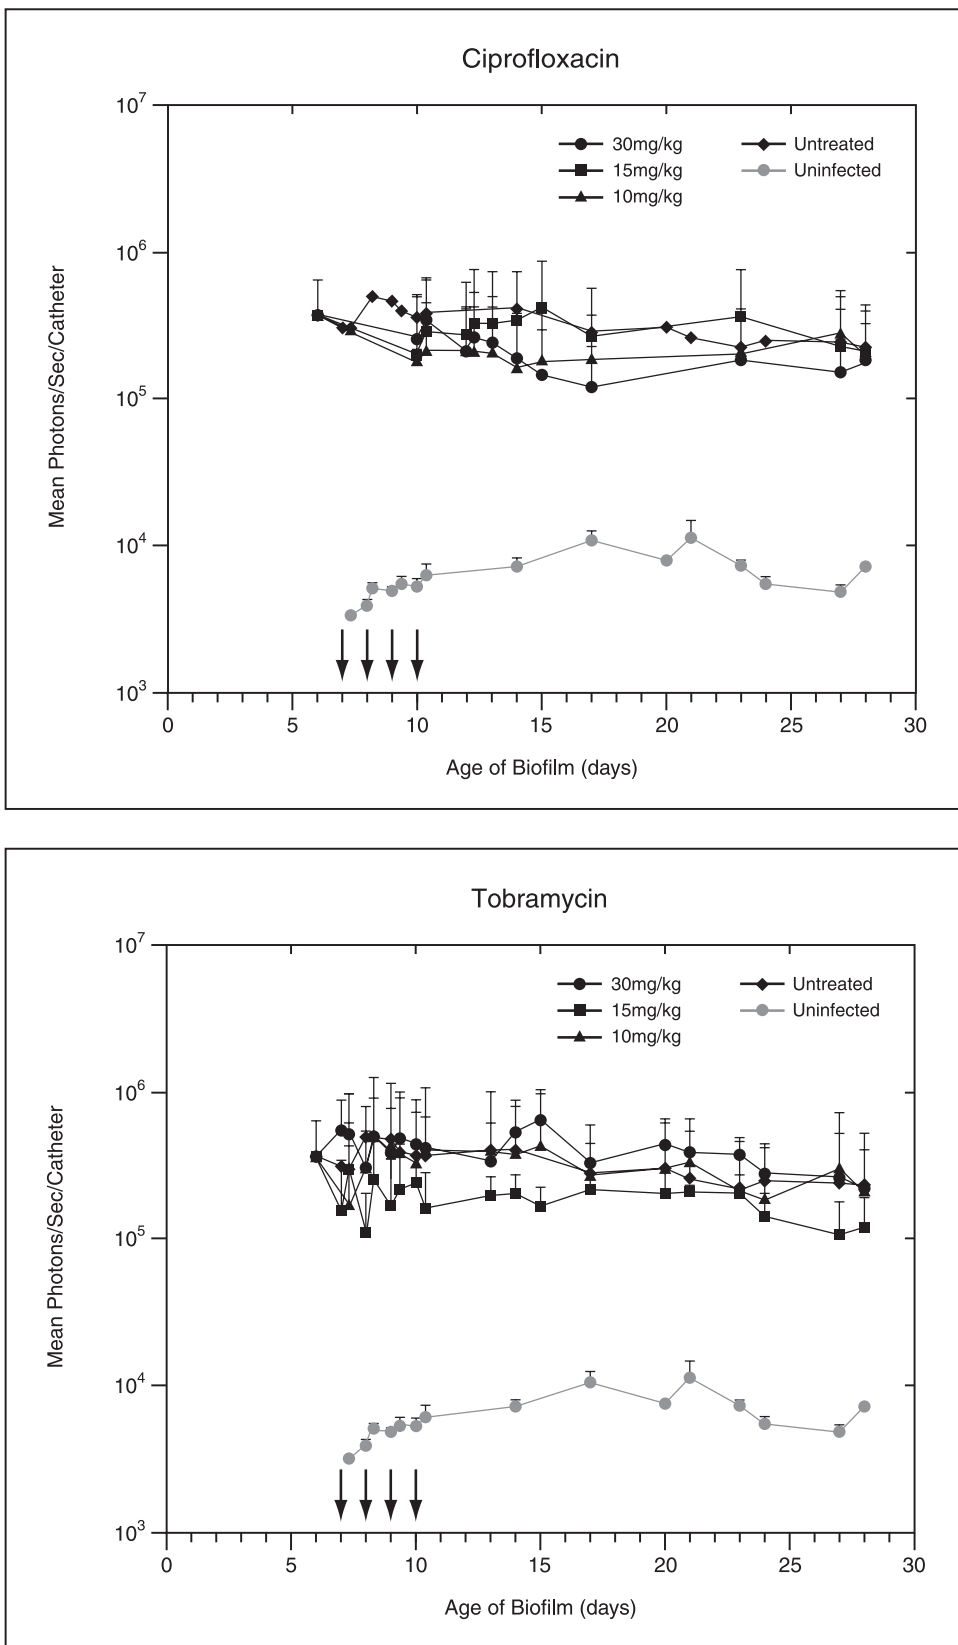 Ciprofloxacin
10^7
10^6
10^5
10^4
10^3
Mean Photons/Sec/Catheter
30mg/kg
15mg/kg
10mg/kg
Untreated
Uninfected
0 5 10 15 20 25 30
Age of Biofilm (days)
Tobramycin
10^7
10^6
10^5
10^4
10^3
Mean Photons/Sec/Catheter
30mg/kg
15mg/kg
10mg/kg
Untreated
Uninfected
0 5 10 15 20 25 30
Age of Biofilm (days)